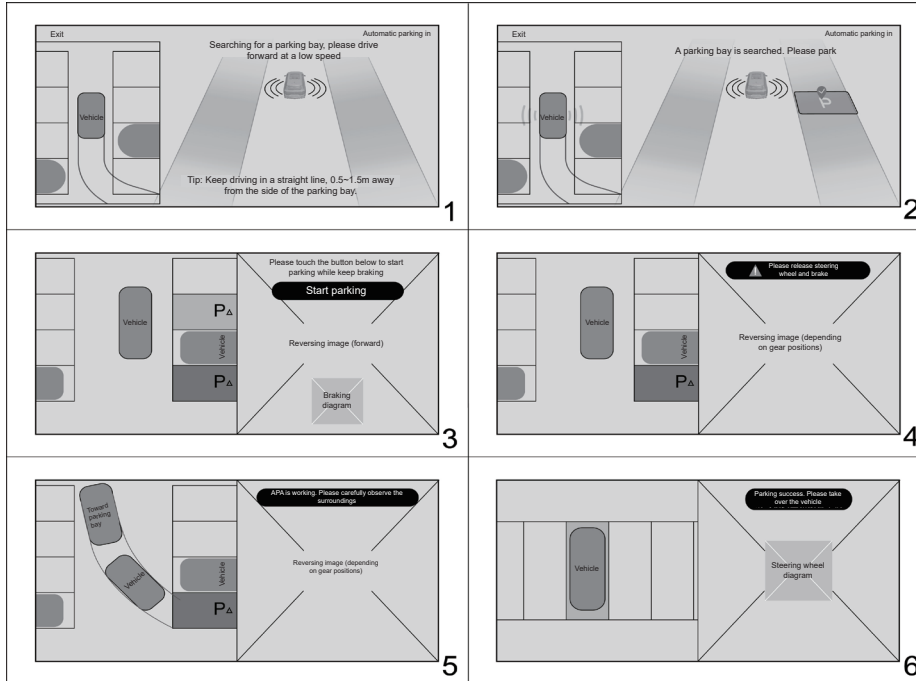 Exit
Automatic parking in
Searching for a parking bay, please drive
forward at a low speed
Vehicle
Tip: Keep driving in a straight line, 0.5~1.5m away
from the side of the parking bay.
1
Exit
Automatic parking in
A parking bay is searched. Please park
Vehicle
P
2
Please touch the button below to start
parking while keep braking
Start parking
Vehicle
P
Vehicle
P
Reversing image (forward)
Braking
diagram
3
Please release steering
wheel and brake
Vehicle
Vehicle
P
Reversing image (depending
on gear positions)
4
APA is working. Please carefully observe the
surroundings
Toward
parking
bay
Vehicle
Vehicle
P
Reversing image (depending
on gear positions)
5
Parking success. Please take
over the vehicle
Vehicle
Steering wheel
diagram
6